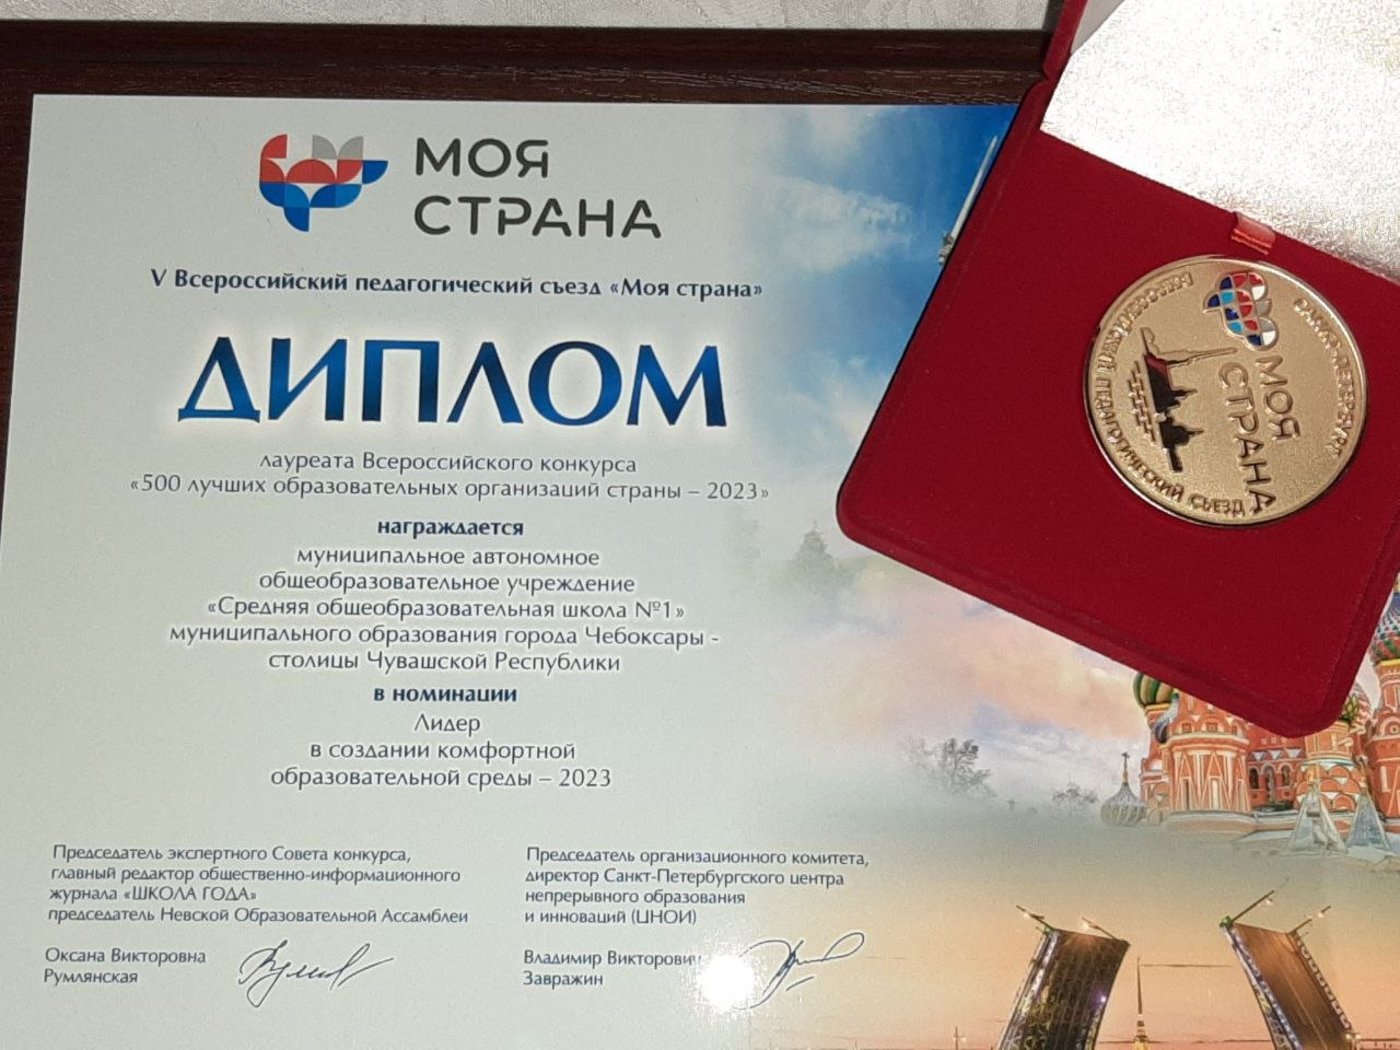 МОЯ
СТРАНА
V Всероссийский педагогический съезд «Моя страна»
ДИПЛОМ
лауреата Всероссийского конкурса
«500 лучших образовательных организаций страны – 2023»
награждается
муниципальное автономное
общеобразовательное учреждение
«Средняя общеобразовательная школа №1»
муниципального образования города Чебоксары -
столицы Чувашской Республики
в номинации
Лидер
в создании комфортной
образовательной среды – 2023
Председатель экспертного Совета конкурса,
главный редактор общественно-информационного
журнала «ШКОЛА ГОДА»
председатель Невской Образовательной Ассамблеи
Оксана Викторовна
Румлянская
Председатель организационного комитета,
директор Санкт-Петербургского центра
непрерывного образования
и инноваций (ЦНОИ)
Владимир Викторович
Завражин
МОЯ
СТРАНА
САНКТ-ПЕТЕРБУРГ
ВСЕРОССИЙСКИЙ ПЕДАГОГИЧЕСКИЙ СЪЕЗД